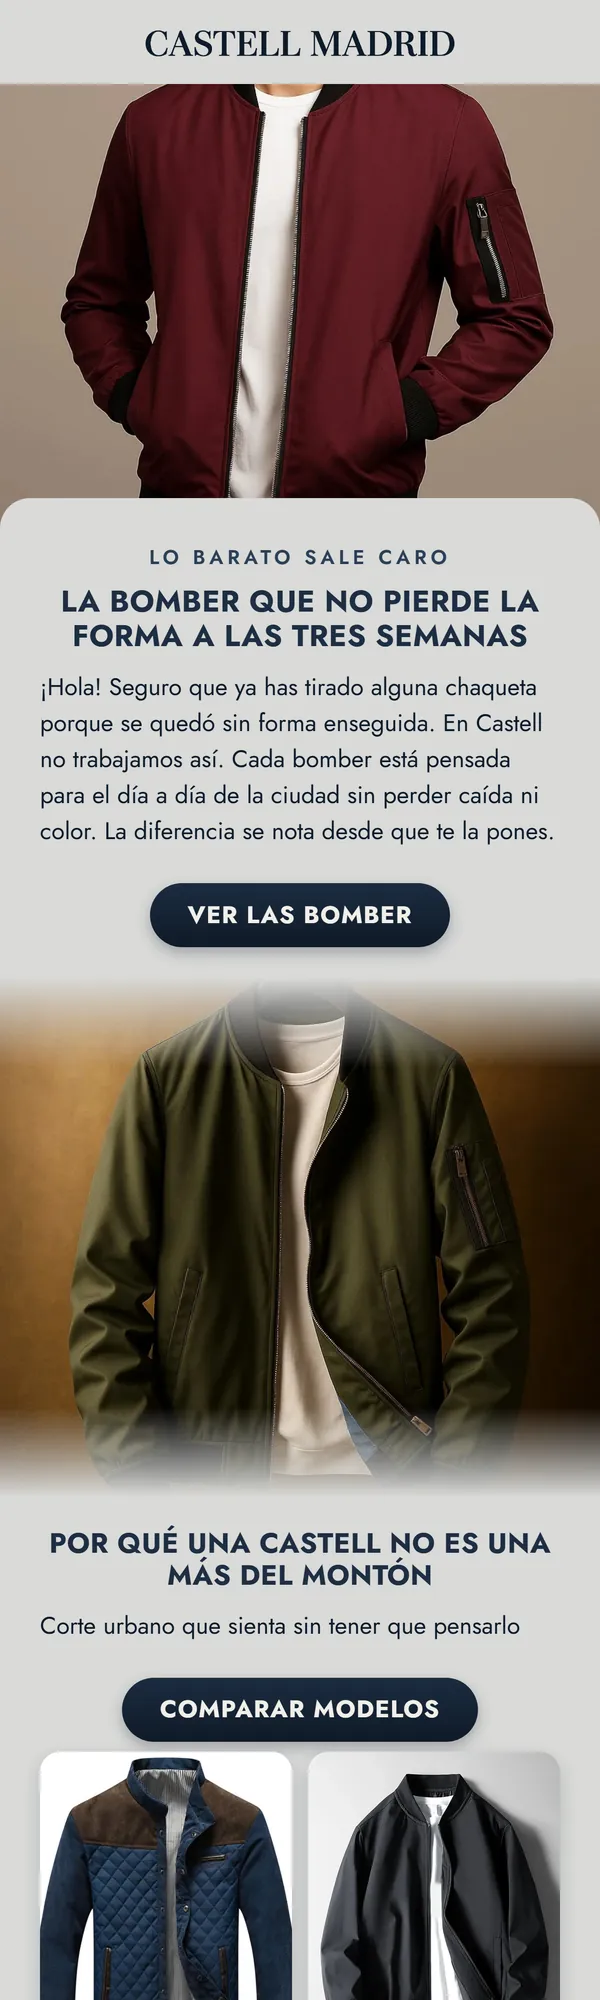 CASTELL MADRID
LO BARATO SALE CARO
LA BOMBER QUE NO PIERDE LA
FORMA A LAS TRES SEMANAS
¡Hola! Seguro que ya has tirado alguna chaqueta
porque se quedó sin forma enseguida. En Castell
no trabajamos así. Cada bomber está pensada
para el día a día de la ciudad sin perder caída ni
color. La diferencia se nota desde que te la pones.
VER LAS BOMBER
POR QUÉ UNA CASTELL NO ES UNA
MÁS DEL MONTÓN
Corte urbano que sienta sin tener que pensarlo
COMPARAR MODELOS